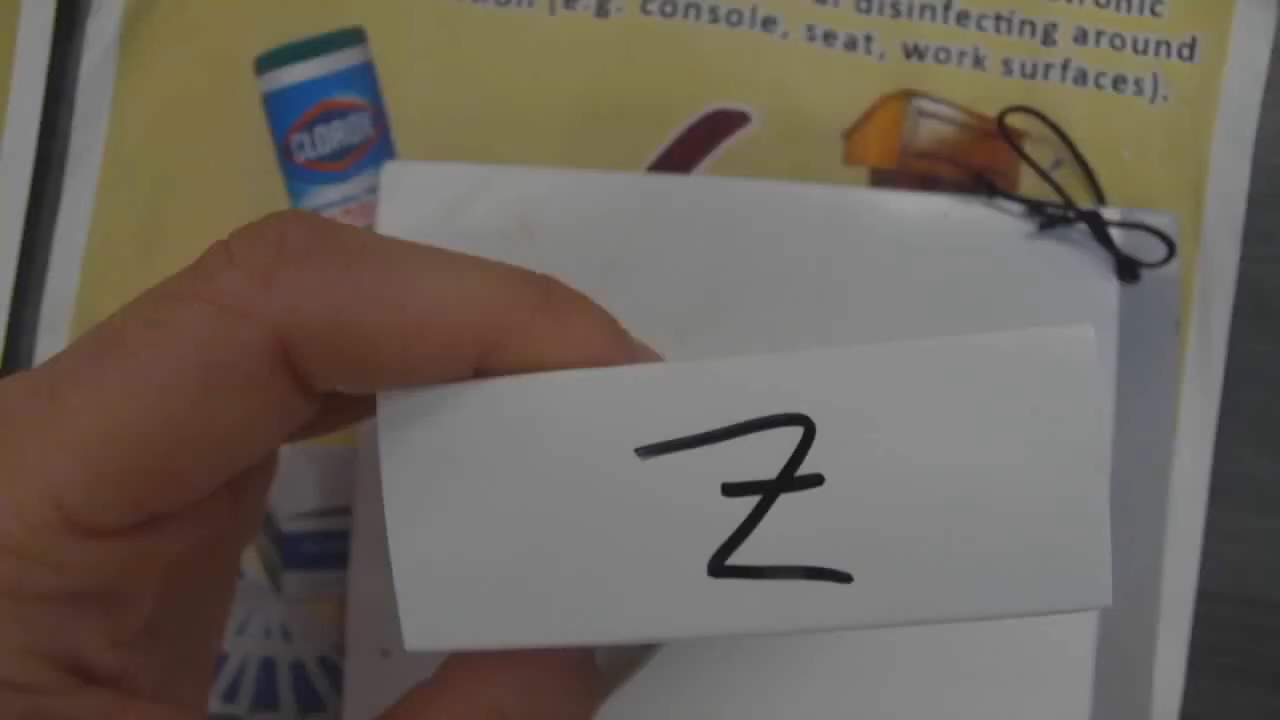 (e.g. console, seat, work surfaces).
disinfecting around
CLOROX
Z